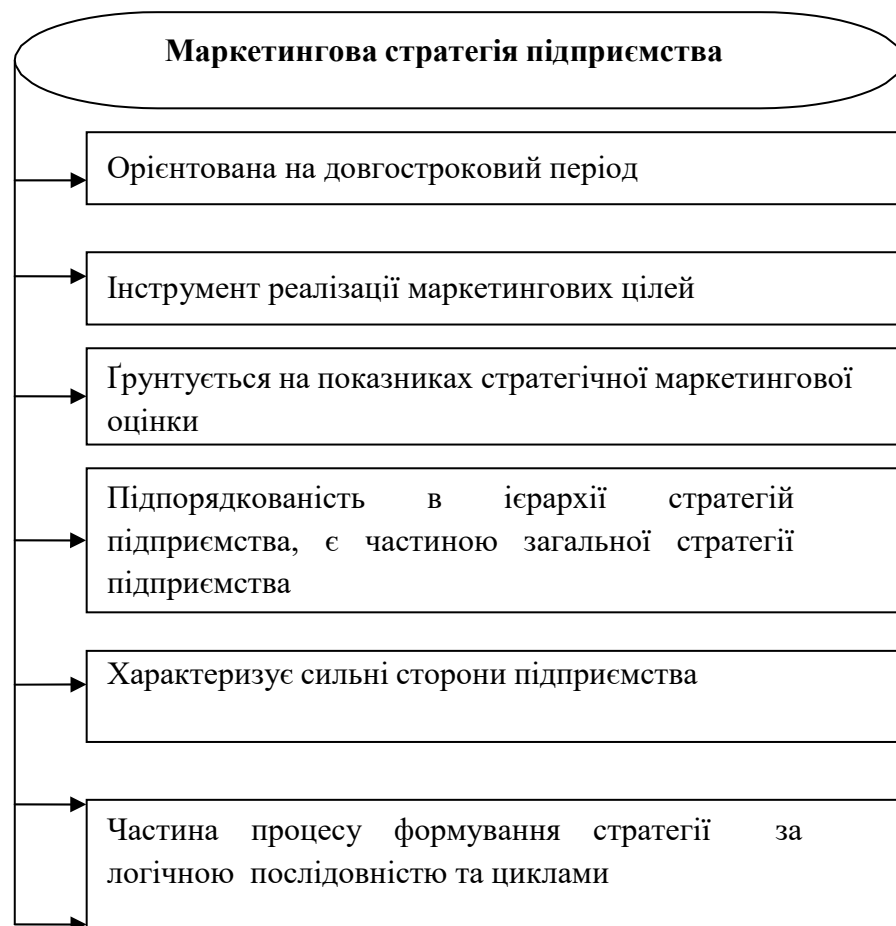 Маркетингова стратегія підприємства
Орієнтована на довгостроковий період
Інструмент реалізації маркетингових цілей
Ґрунтується на показниках стратегічної маркетингової
оцінки
Підпорядкованість в ієрархії стратегій
підприємства, є частиною загальної стратегії
підприємства
Характеризує сильні сторони підприємства
Частина процесу формування стратегії за
логічною послідовністю та циклами